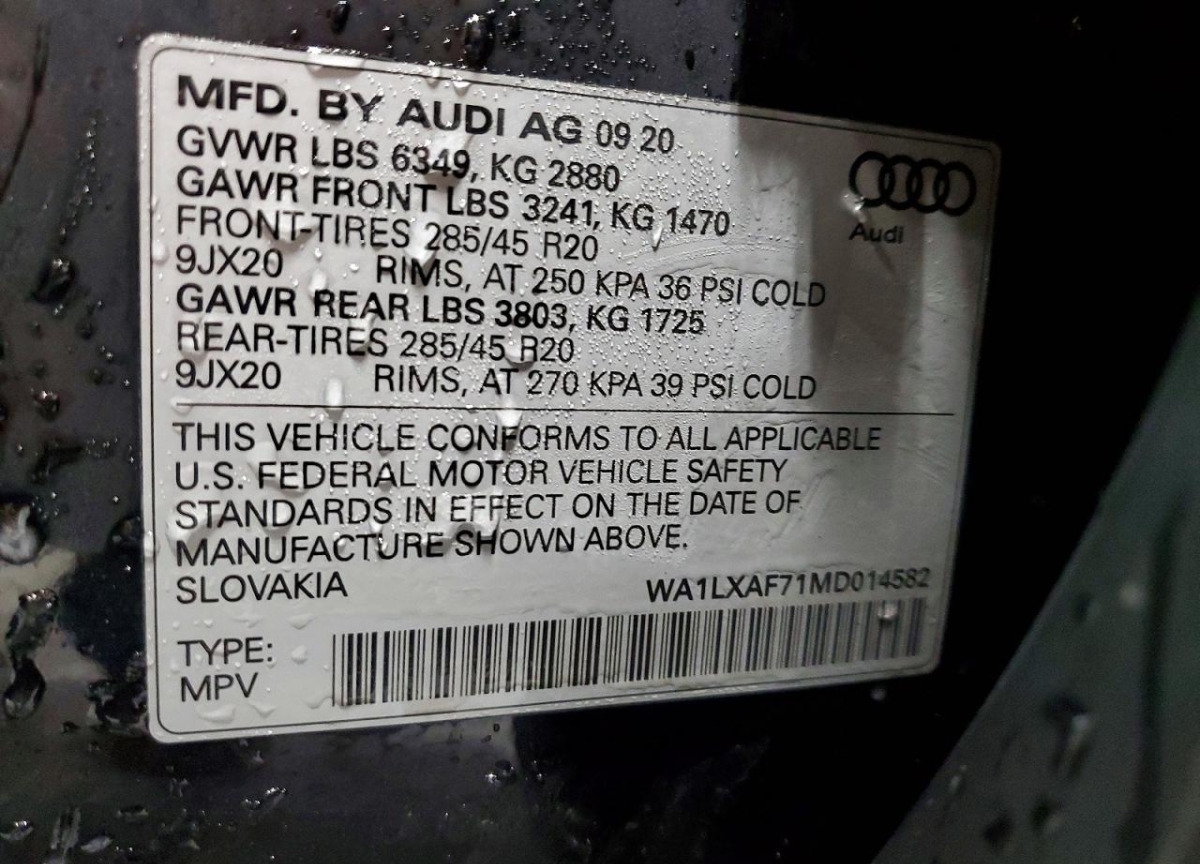 MFD. BY AUDI AG 09 20
GVWR LBS 6349, KG 2880
GAWR FRONT LBS 3241, KG 1470
FRONT-TIRES 285/45 R20
9JX20 RIMS, AT 250 KPA 36 PSI COLD
GAWR REAR LBS 3803, KG 1725
REAR-TIRES 285/45 R20
9JX20 RIMS, AT 270 KPA 39 PSI COLD
Audi
THIS VEHICLE CONFORMS TO ALL APPLICABLE
U.S. FEDERAL MOTOR VEHICLE SAFETY
STANDARDS IN EFFECT ON THE DATE OF
MANUFACTURE SHOWN ABOVE.
SLOVAKIA
WA1LXAF71MD014582
TYPE:
MPV